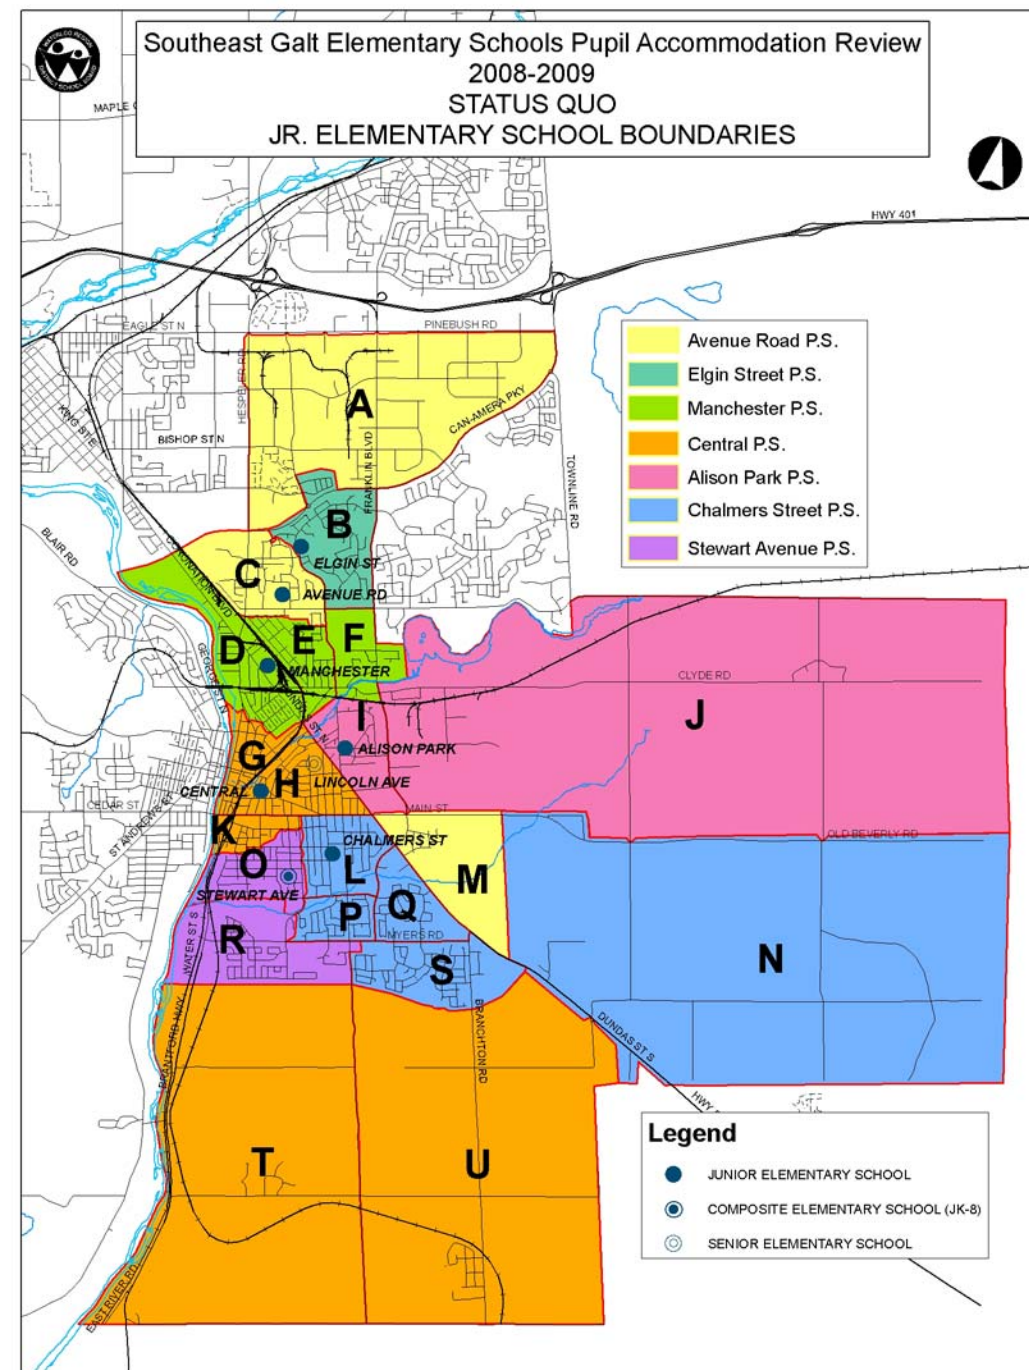 Southeast Galt Elementary Schools Pupil Accommodation Review
2008-2009
STATUS QUO
JR. ELEMENTARY SCHOOL BOUNDARIES
MAPLE
HWY 401
EAGLE ST N
PINEBUSH RD
HESPELER RD
KING ST E
BISHOP ST N
FRANKLIN BLVD
CAN-AMERA PKY
TOWNLINE RD
Avenue Road P.S.
Elgin Street P.S.
Manchester P.S.
Central P.S.
Alison Park P.S.
Chalmers Street P.S.
Stewart Avenue P.S.
A
B
ELGIN ST
BLAIR RD
CORONATION BLVD
C
AVENUE RD
D
E
F
MANCHESTER
GEORGE ST N
DUNDAS ST N
CLYDE RD
I
J
ALISON PARK
G
H
LINCOLN AVE
CENTRAL
CEDAR ST
ST ANDREWS ST
MAIN ST
OLD BEVERLY RD
K
CHALMERS ST
O
L
M
STEWART AVE
P
Q
MYERS RD
R
WATER ST S
S
N
BRANTFORD HWY
BRANCHTON RD
DUNDAS ST S
HWY
T
U
EAST RIVER RD
Legend
JUNIOR ELEMENTARY SCHOOL
COMPOSITE ELEMENTARY SCHOOL (JK-8)
SENIOR ELEMENTARY SCHOOL